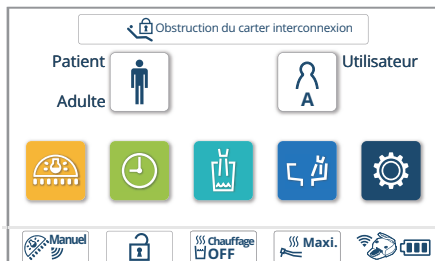 Obstruction du carter interconnexion
Patient
Utilisateur
Adulte
A
Manuel
Chauffage
OFF
Maxi.